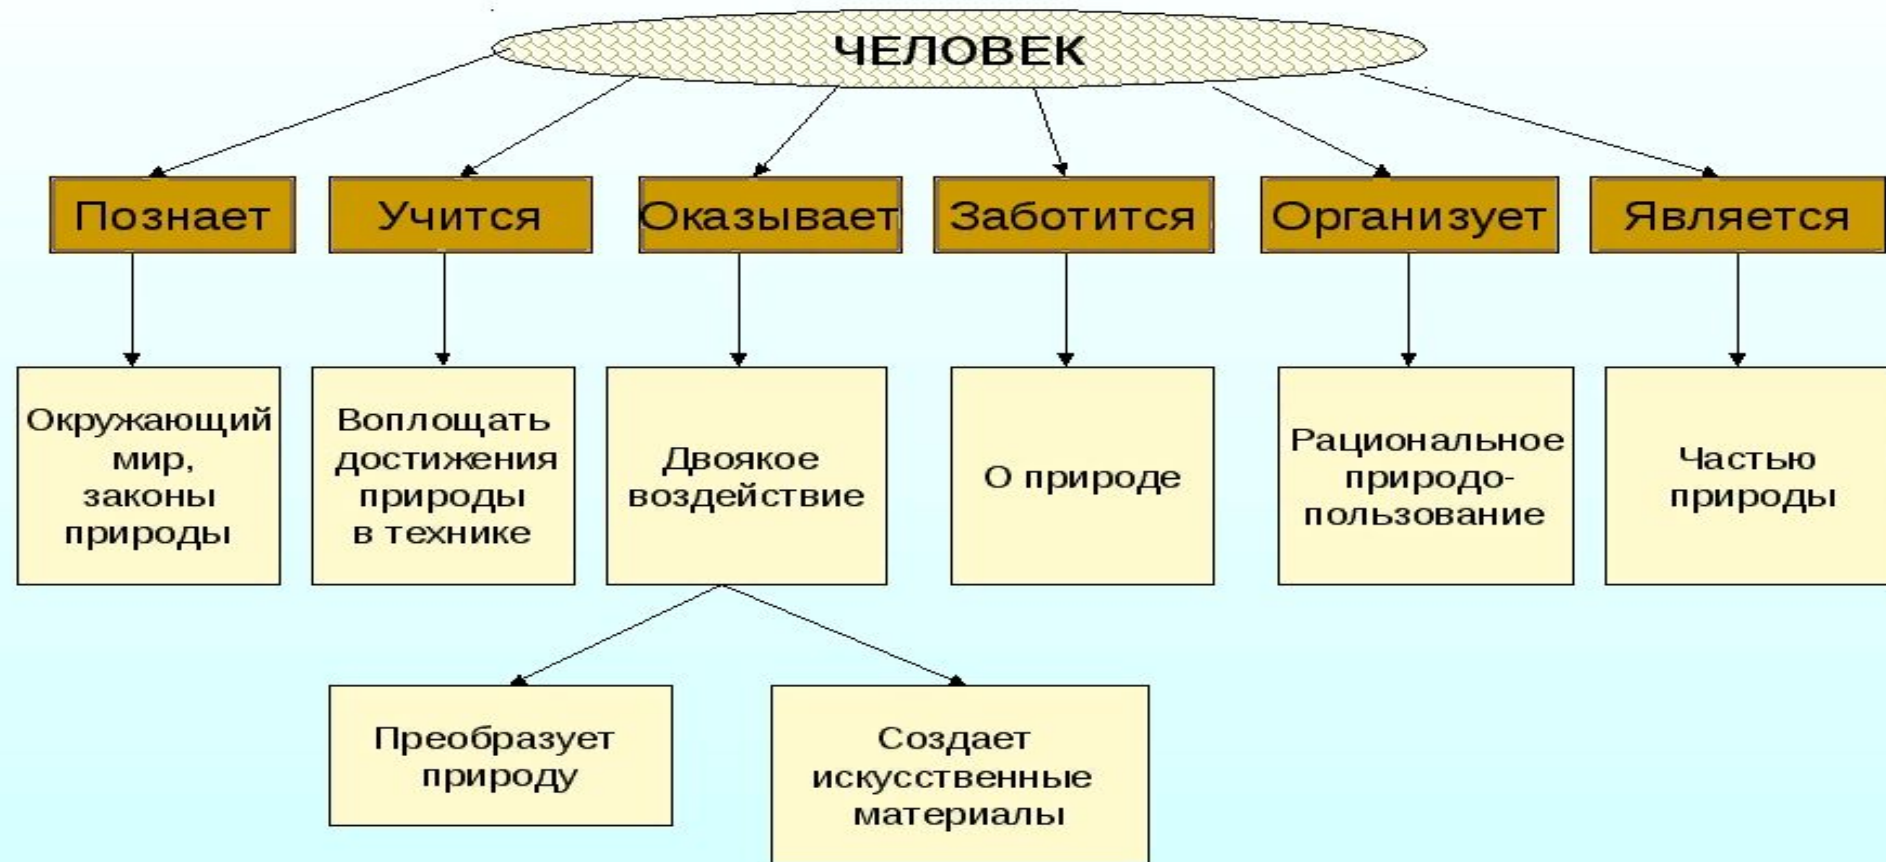 ЧЕЛОВЕК
Познает
Учится
Оказывает
Заботится
Организует
Является
Окружающий
мир,
законы
природы
Воплощать
достижения
природы
в технике
Двоякое
воздействие
О природе
Рациональное
природо-
пользование
Частью
природы
Преобразует
природу
Создает
искусственные
материалы